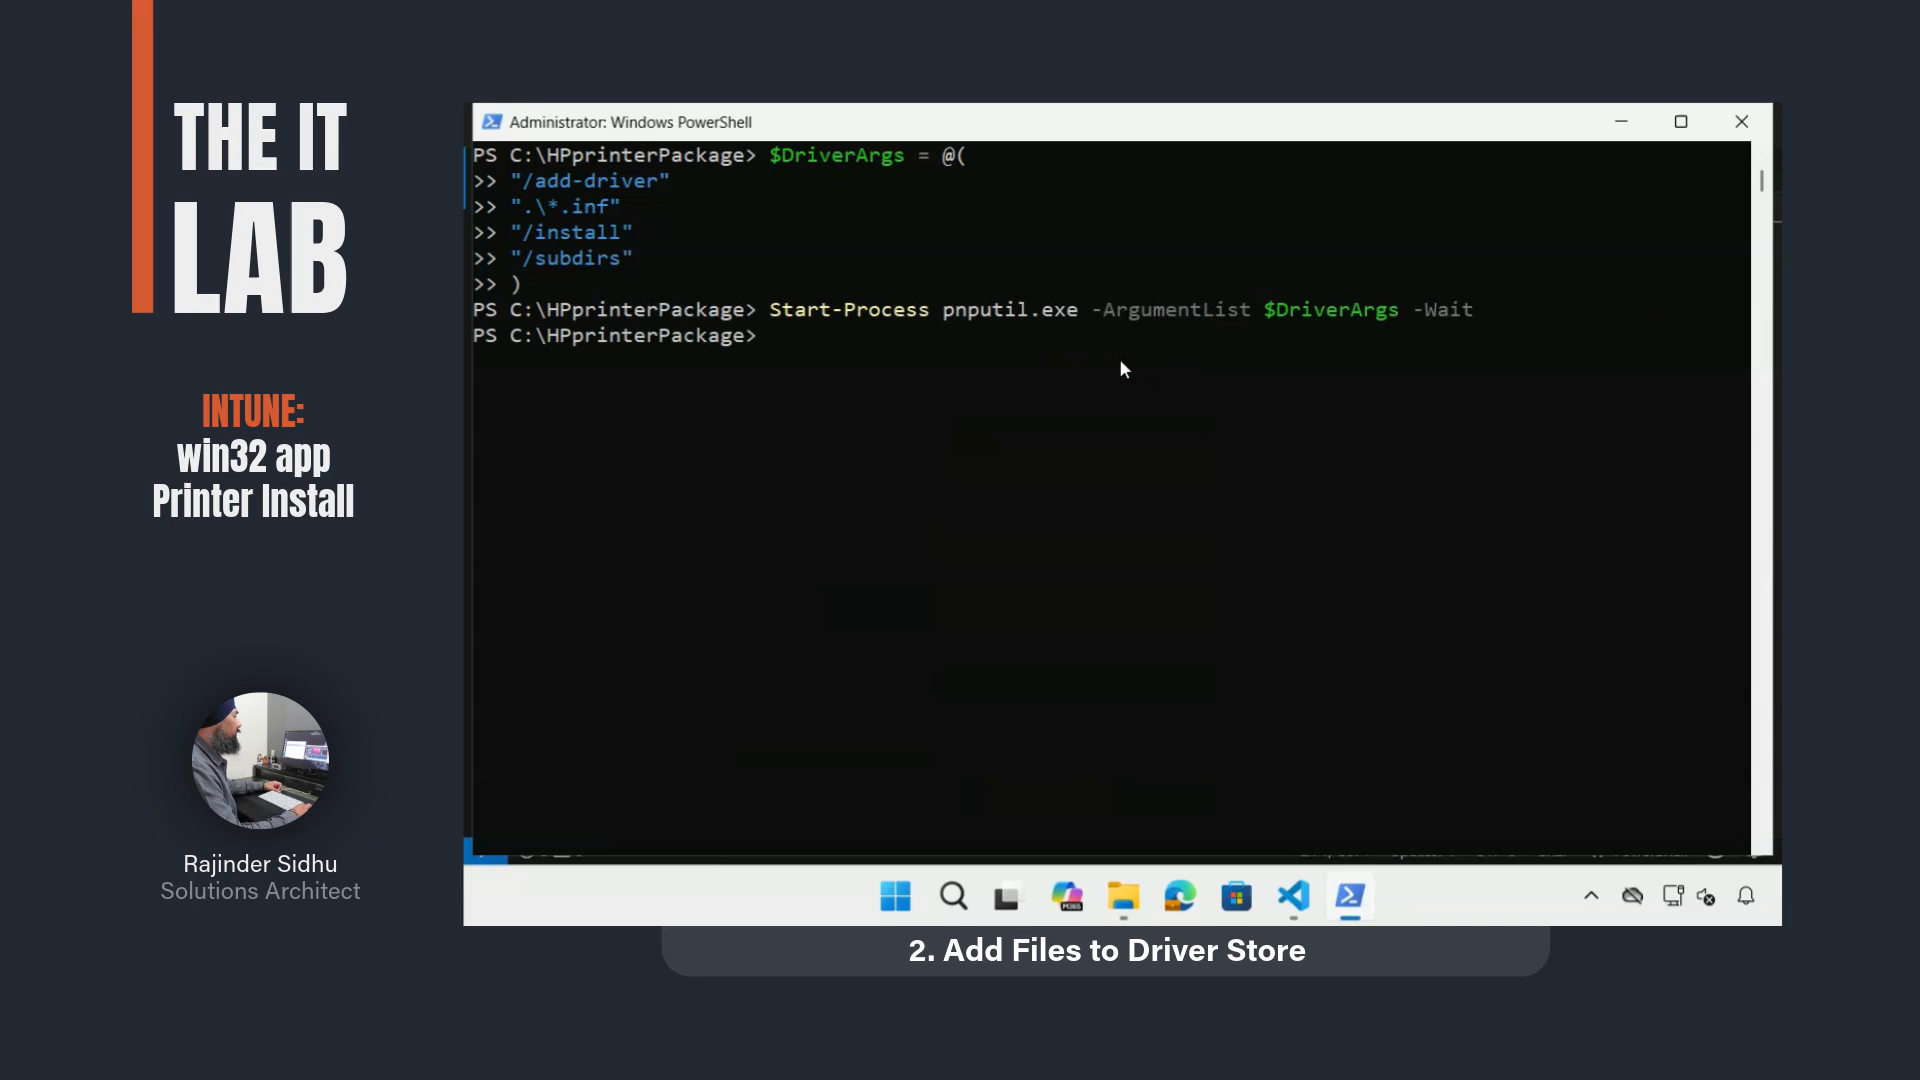 THE IT
LAB
INTUNE:
win32 app
Printer Install
Rajinder Sidhu
Solutions Architect
Administrator: Windows PowerShell
PS C:\HPprinterPackage> $DriverArgs = @(
>> "/add-driver"
>> ".\*.inf"
>> "/install"
>> "/subdirs"
>> )
PS C:\HPprinterPackage> Start-Process pnputil.exe -ArgumentList $DriverArgs -Wait
PS C:\HPprinterPackage>
M365
2. Add Files to Driver Store